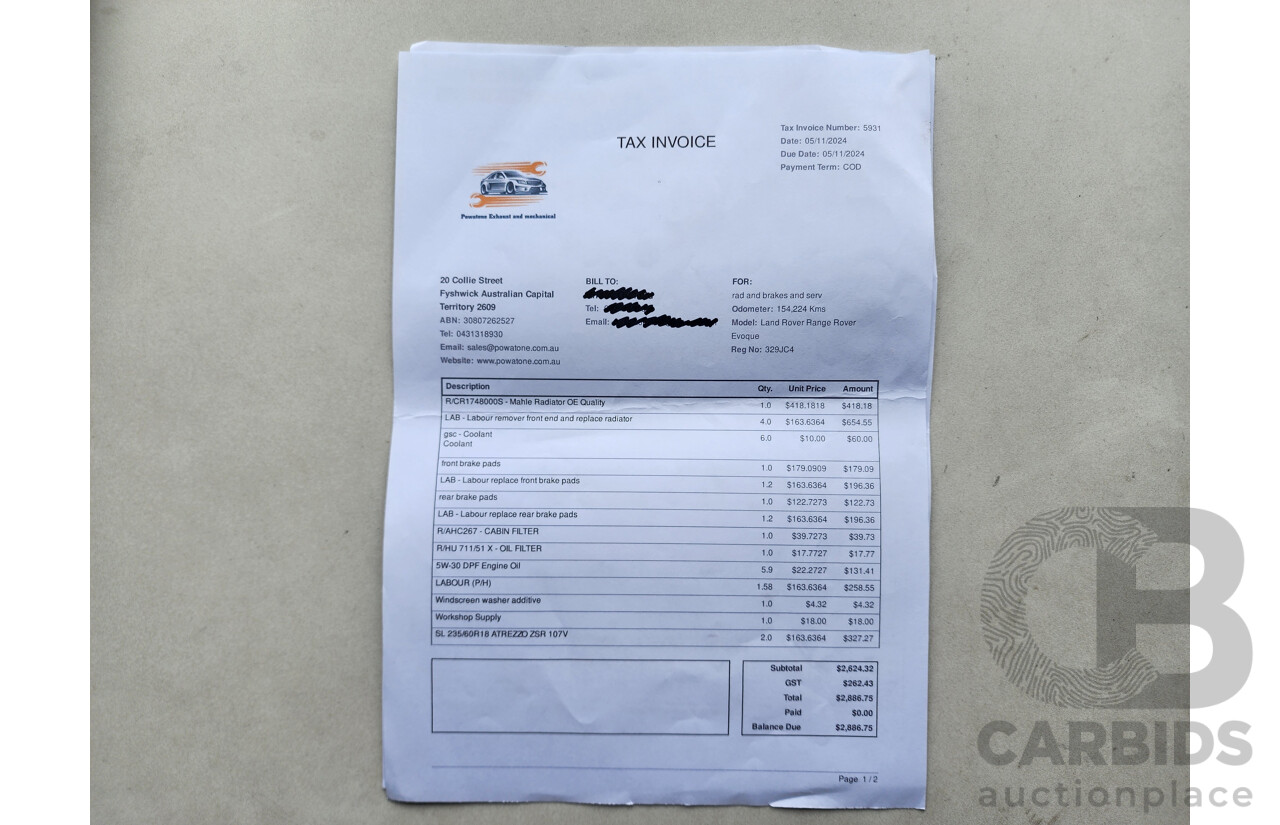 TAX INVOICE
Tax Invoice Number: 5931
Date: 05/11/2024
Due Date: 05/11/2024
Payment Term: COD
Powatone Exhaust and mechanical
20 Collie Street
Fyshwick Australian Capital
Territory 2609
ABN: 30807262527
Tel: 0431318930
Email: sales@powatone.com.au
Website: www.powatone.com.au
BILL TO:
Tel:
Email:
FOR:
rad and brakes and serv
Odometer: 154,224 Kms
Model: Land Rover Range Rover
Evoque
Reg No: 329JC4
Description Qty. Unit Price Amount
R/CR1748000S - Mahle Radiator OE Quality 1.0 $418.1818 $418.18
LAB - Labour remover front end and replace radiator 4.0 $163.6364 $654.55
gsc - Coolant 6.0 $10.00 $60.00
Coolant
front brake pads 1.0 $179.0909 $179.09
LAB - Labour replace front brake pads 1.2 $163.6364 $196.36
rear brake pads 1.0 $122.7273 $122.73
LAB - Labour replace rear brake pads 1.2 $163.6364 $196.36
R/AHC267 - CABIN FILTER 1.0 $39.7273 $39.73
R/HU 711/51 X - OIL FILTER 1.0 $17.7727 $17.77
5W-30 DPF Engine Oil 5.9 $22.2727 $131.41
LABOUR (P/H) 1.58 $163.6364 $258.55
Windscreen washer additive 1.0 $4.32 $4.32
Workshop Supply 1.0 $18.00 $18.00
SL 235/60R18 ATREZZO ZSR 107V 2.0 $163.6364 $327.27
Subtotal $2,624.32
GST $262.43
Total $2,886.75
Paid $0.00
Balance Due $2,886.75
Page 1 / 2
CB
CARBIDS
auctionplace